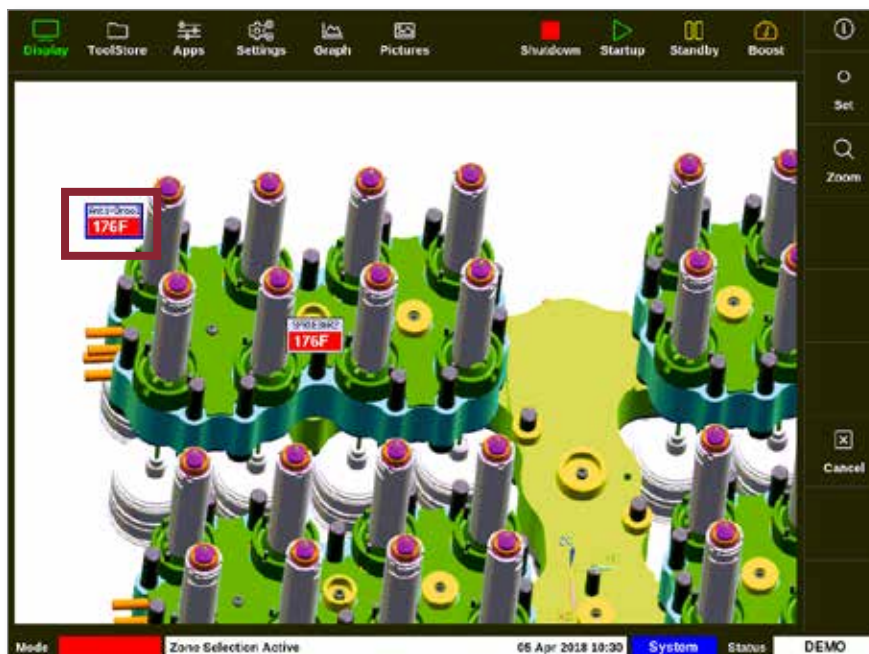 Display ToolStore Apps Settings Graph Pictures Shutdown Startup Standby Boost
Set
Zoom
176F
176F
Cancel
Mode Zone Selection Active 05 Apr 2018 10:30 System Status DEMO